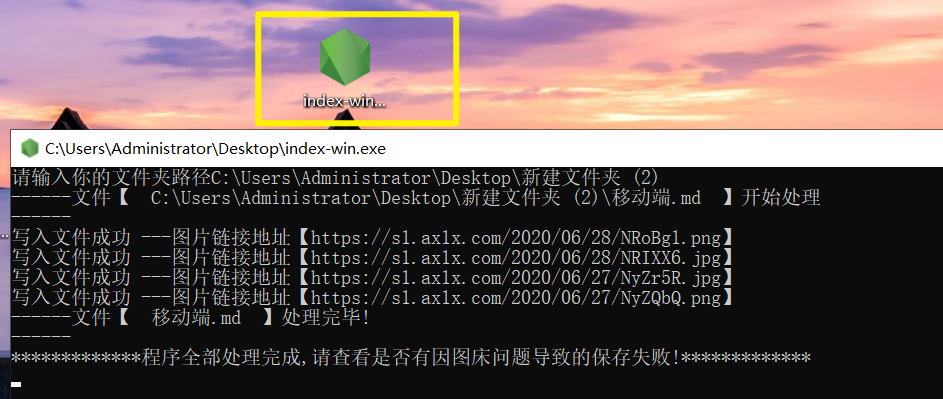 index-win...
C:\Users\Administrator\Desktop\index-win.exe
请输入你的文件夹路径C:\Users\Administrator\Desktop\新建文件夹 (2)
------文件【  C:\Users\Administrator\Desktop\新建文件夹 (2)\移动端.md  】开始处理
------
写入文件成功 ---图片链接地址【https://s1.ax1x.com/2020/06/28/NRoBgl.png】
写入文件成功 ---图片链接地址【https://s1.ax1x.com/2020/06/28/NRIXX6.jpg】
写入文件成功 ---图片链接地址【https://s1.ax1x.com/2020/06/27/NyZr5R.jpg】
写入文件成功 ---图片链接地址【https://s1.ax1x.com/2020/06/27/NyZQbQ.png】
------文件【  移动端.md  】处理完毕!
------
*************程序全部处理完成,请查看是否有因图床问题导致的保存失败!*************